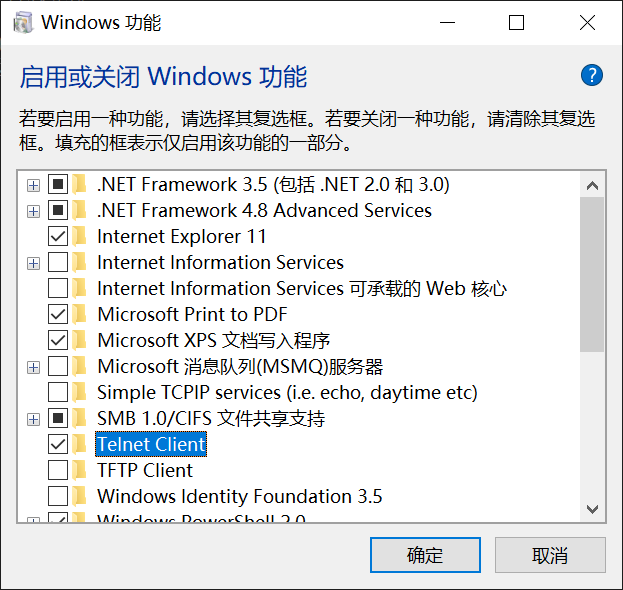 Windows 功能
启用或关闭 Windows 功能
若要启用一种功能，请选择其复选框。若要关闭一种功能，请清除其复选
框。填充的框表示仅启用该功能的一部分。
.NET Framework 3.5 (包括 .NET 2.0 和 3.0)
.NET Framework 4.8 Advanced Services
Internet Explorer 11
Internet Information Services
Internet Information Services 可承载的 Web 核心
Microsoft Print to PDF
Microsoft XPS 文档写入程序
Microsoft 消息队列(MSMQ)服务器
Simple TCPIP services (i.e. echo, daytime etc)
SMB 1.0/CIFS 文件共享支持
Telnet Client
TFTP Client
Windows Identity Foundation 3.5
Windows PowerShell 2.0
确定 取消